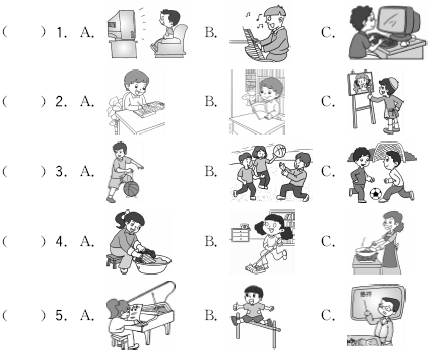 ( ) 1. A. B. C.
( ) 2. A. B. C.
( ) 3. A. B. C.
( ) 4. A. B. C.
( ) 5. A. B. C.